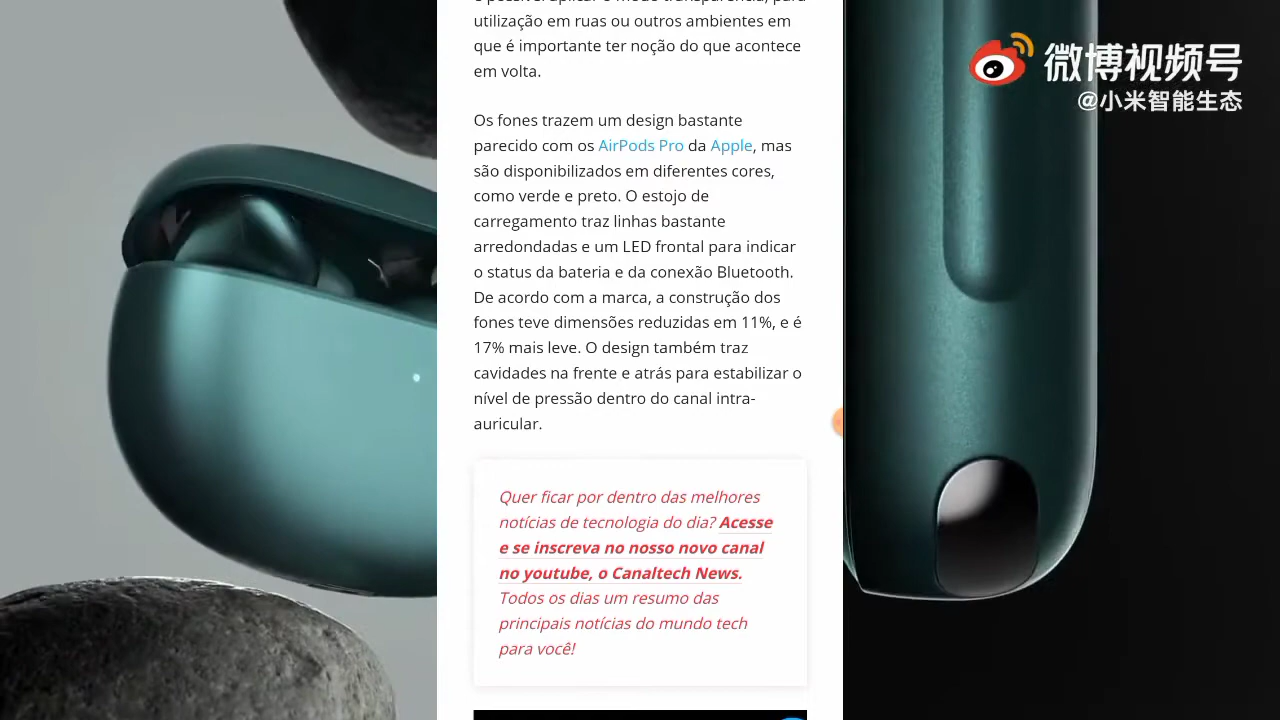 utilização em ruas ou outros ambientes em
que é importante ter noção do que acontece
em volta.
Os fones trazem um design bastante
parecido com os AirPods Pro da Apple, mas
são disponibilizados em diferentes cores,
como verde e preto. O estojo de
carregamento traz linhas bastante
arredondadas e um LED frontal para indicar
o status da bateria e da conexão Bluetooth.
De acordo com a marca, a construção dos
fones teve dimensões reduzidas em 11%, e é
17% mais leve. O design também traz
cavidades na frente e atrás para estabilizar o
nível de pressão dentro do canal intra-
auricular.
Quer ficar por dentro das melhores
notícias de tecnologia do dia? Acesse
e se inscreva no nosso novo canal
no youtube, o Canaltech News.
Todos os dias um resumo das
principais notícias do mundo tech
para você!
微博视频号
@小米智能生态